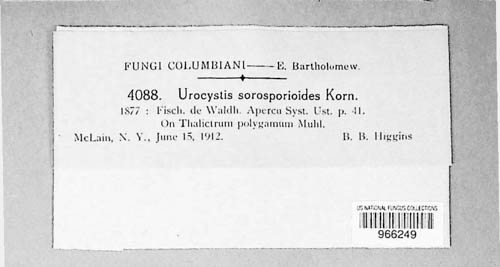 FUNGI COLUMBIANI—— E. Bartholomew.
4088. Urocystis sorosporioides Korn.
1877 : Fisch. de Waldh. Apercu Syst. Ust. p. 41.
On Thalictrum polygamum Muhl.
McLain, N. Y., June 15, 1912. B. B. Higgins
US NATIONAL FUNGUS COLLECTIONS
966249